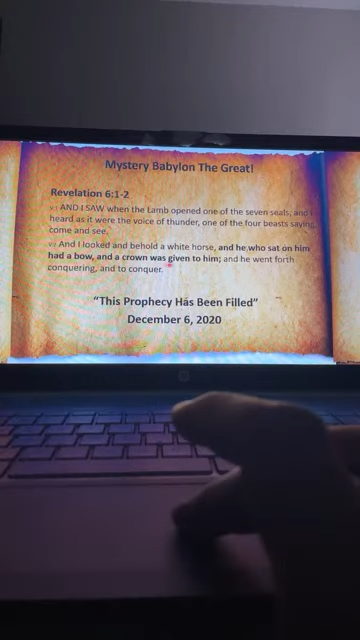 Mystery Babylon The Great!
Revelation 6:1-2
v.1 AND I SAW when the Lamb opened one of the seven seals, and I
heard as it were the voice of thunder, one of the four beasts saying,
come and see.
v.2 And I looked and behold a white horse, and he who sat on him
had a bow, and a crown was given to him; and he went forth
conquering, and to conquer.
“This Prophecy Has Been Filled”
December 6, 2020